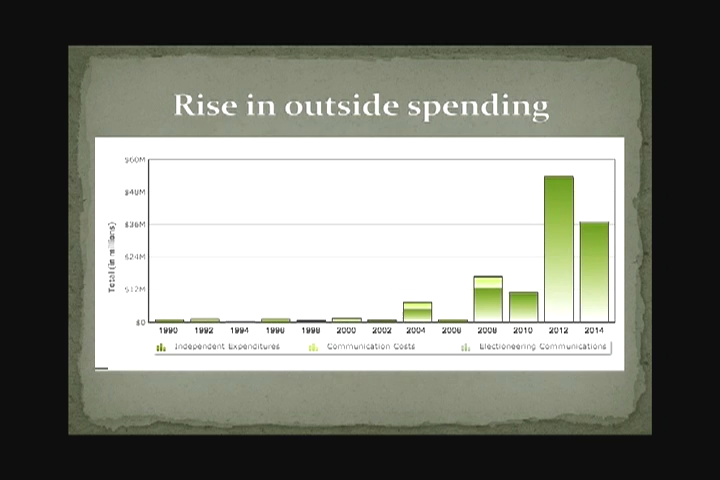 Rise in outside spending
$60M
$48M
$36M
$24M
$12M
$0
Total (in millions)
1990 1992 1994 1996 1998 2000 2002 2004 2006 2008 2010 2012 2014
Independent Expenditures Communication Costs Electioneering Communications